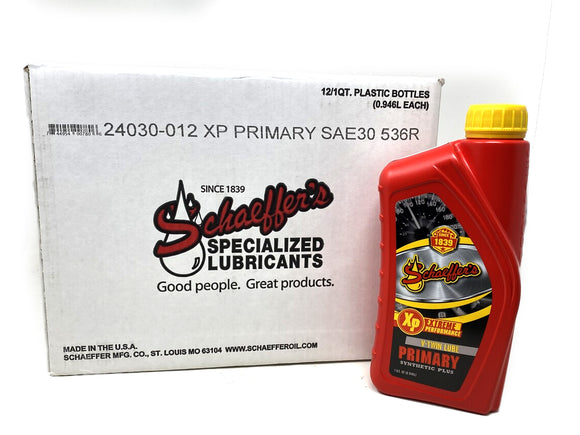 12/1QT. PLASTIC BOTTLES
(0.946L EACH)
24030-012 XP PRIMARY SAE30 536R
SINCE 1839
Schaeffer's
SPECIALIZED
LUBRICANTS
Good people. Great products.
MADE IN THE U.S.A.
SCHAEFFER MFG. CO., ST. LOUIS MO 63104 WWW.SCHAEFFEROIL.COM
SINCE
1839
Schaeffer's
Xp EXTREME
PERFORMANCE
V-TWIN LUBE
PRIMARY
SYNTHETIC PLUS